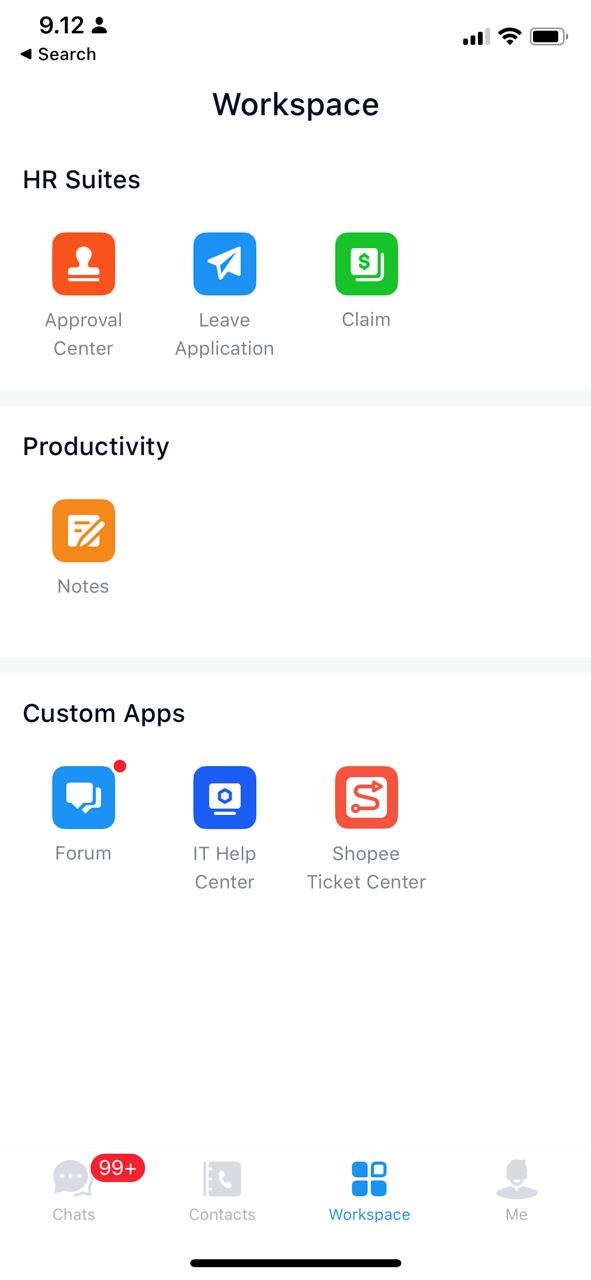 9.12
Search
Workspace
HR Suites
Approval
Center
Leave
Application
Claim
Productivity
Notes
Custom Apps
Forum
IT Help
Center
Shopee
Ticket Center
99+
Chats
Contacts
Workspace
Me